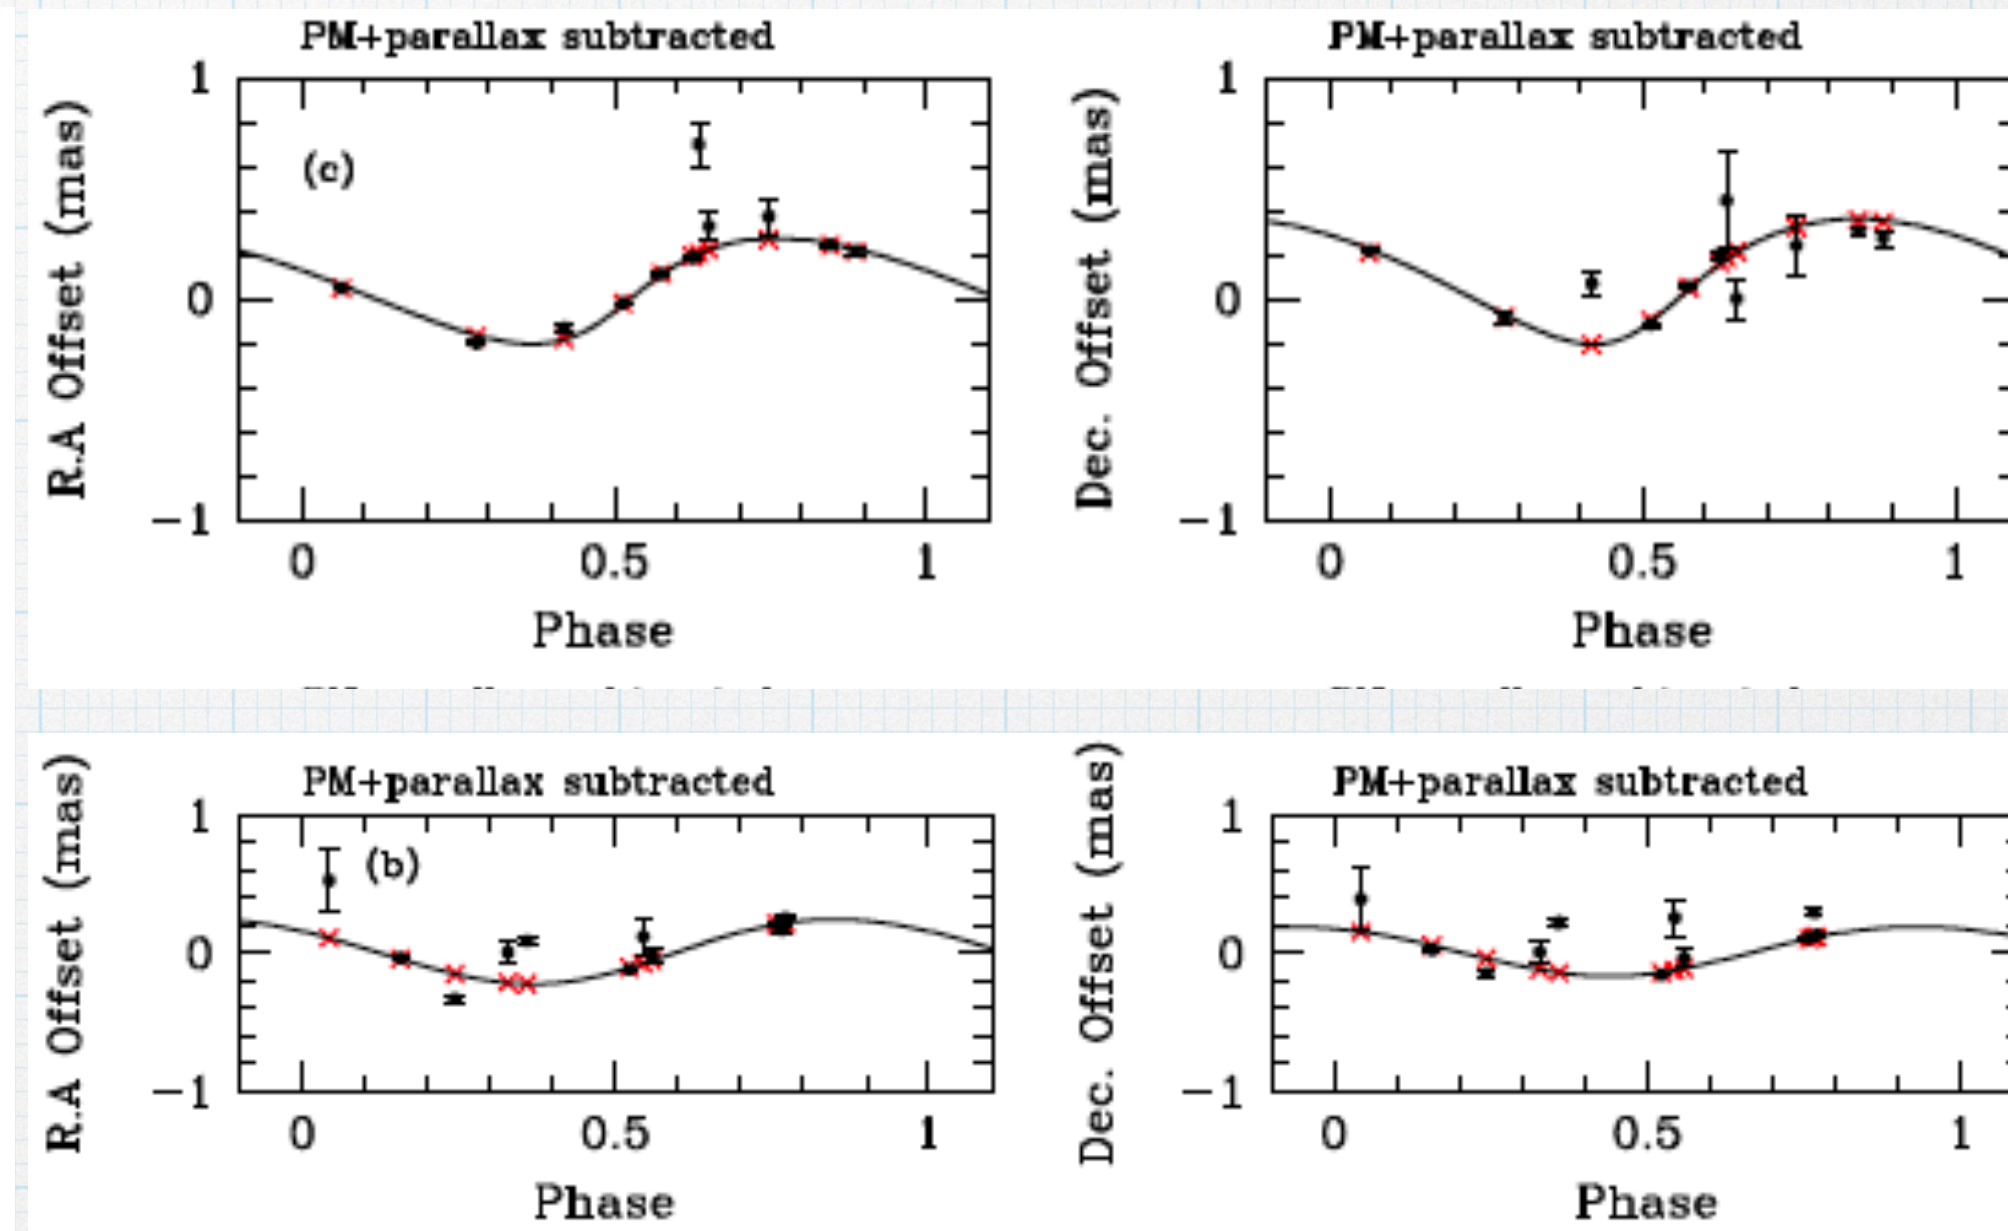 PM+parallax subtracted PM+parallax subtracted
1 1
R.A Offset (mas) (c) Dec. Offset (mas)
0 0
−1 −1
0 0.5 1 0 0.5 1
Phase Phase
PM+parallax subtracted PM+parallax subtracted
1 1
R.A Offset (mas) (b) Dec. Offset (mas)
0 0
−1 −1
0 0.5 1 0 0.5 1
Phase Phase